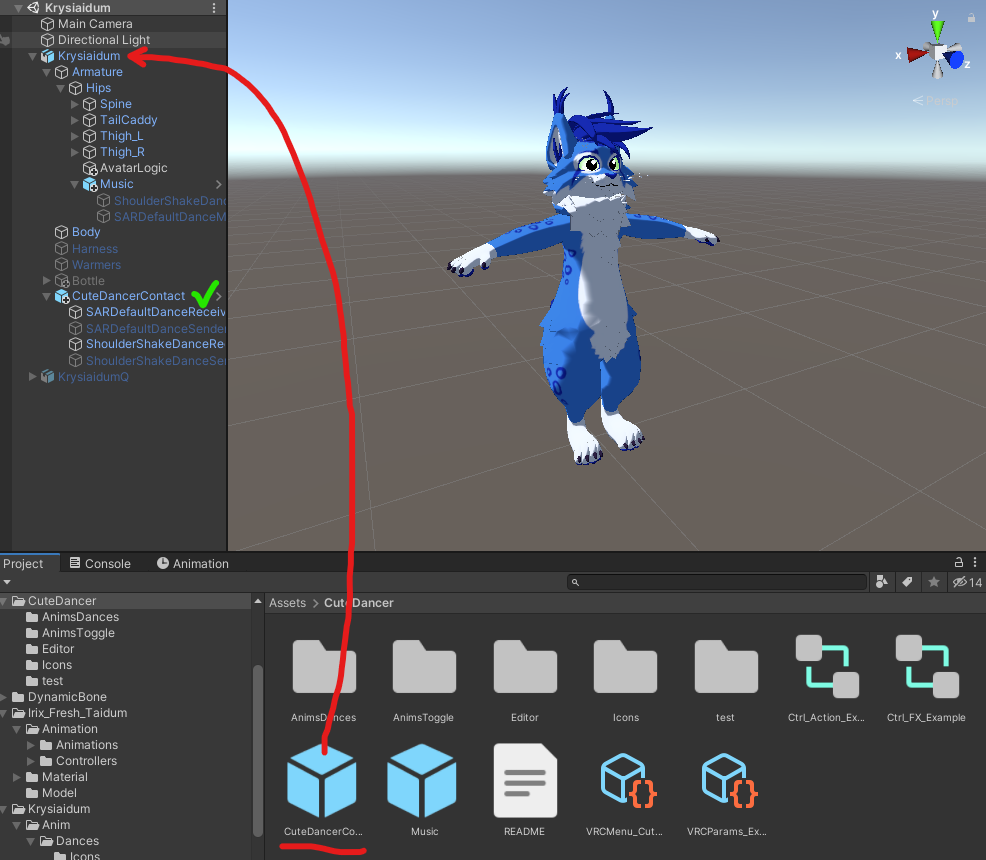 Krysiaidum
Main Camera
Directional Light
Krysiaidum
Armature
Hips
Spine
TailCaddy
Thigh_L
Thigh_R
AvatarLogic
Music
ShoulderShakeDanc
SARDefaultDanceM
Body
Harness
Warmers
Bottle
CuteDancerContact
SARDefaultDanceReceiv
SARDefaultDanceSender
ShoulderShakeDanceRe
ShoulderShakeDanceSer
KrysiaidumQ
y
x
z
Persp
Project
Console
Animation
14
CuteDancer
AnimsDances
AnimsToggle
Editor
Icons
test
DynamicBone
Irix_Fresh_Taidum
Animation
Animations
Controllers
Material
Model
Krysiaidum
Anim
Dances
Icons
Assets > CuteDancer
AnimsDances
AnimsToggle
Editor
Icons
test
Ctrl_Action_Ex...
Ctrl_FX_Example
CuteDancerCo...
Music
README
VRCMenu_Cut...
VRCParams_Ex...